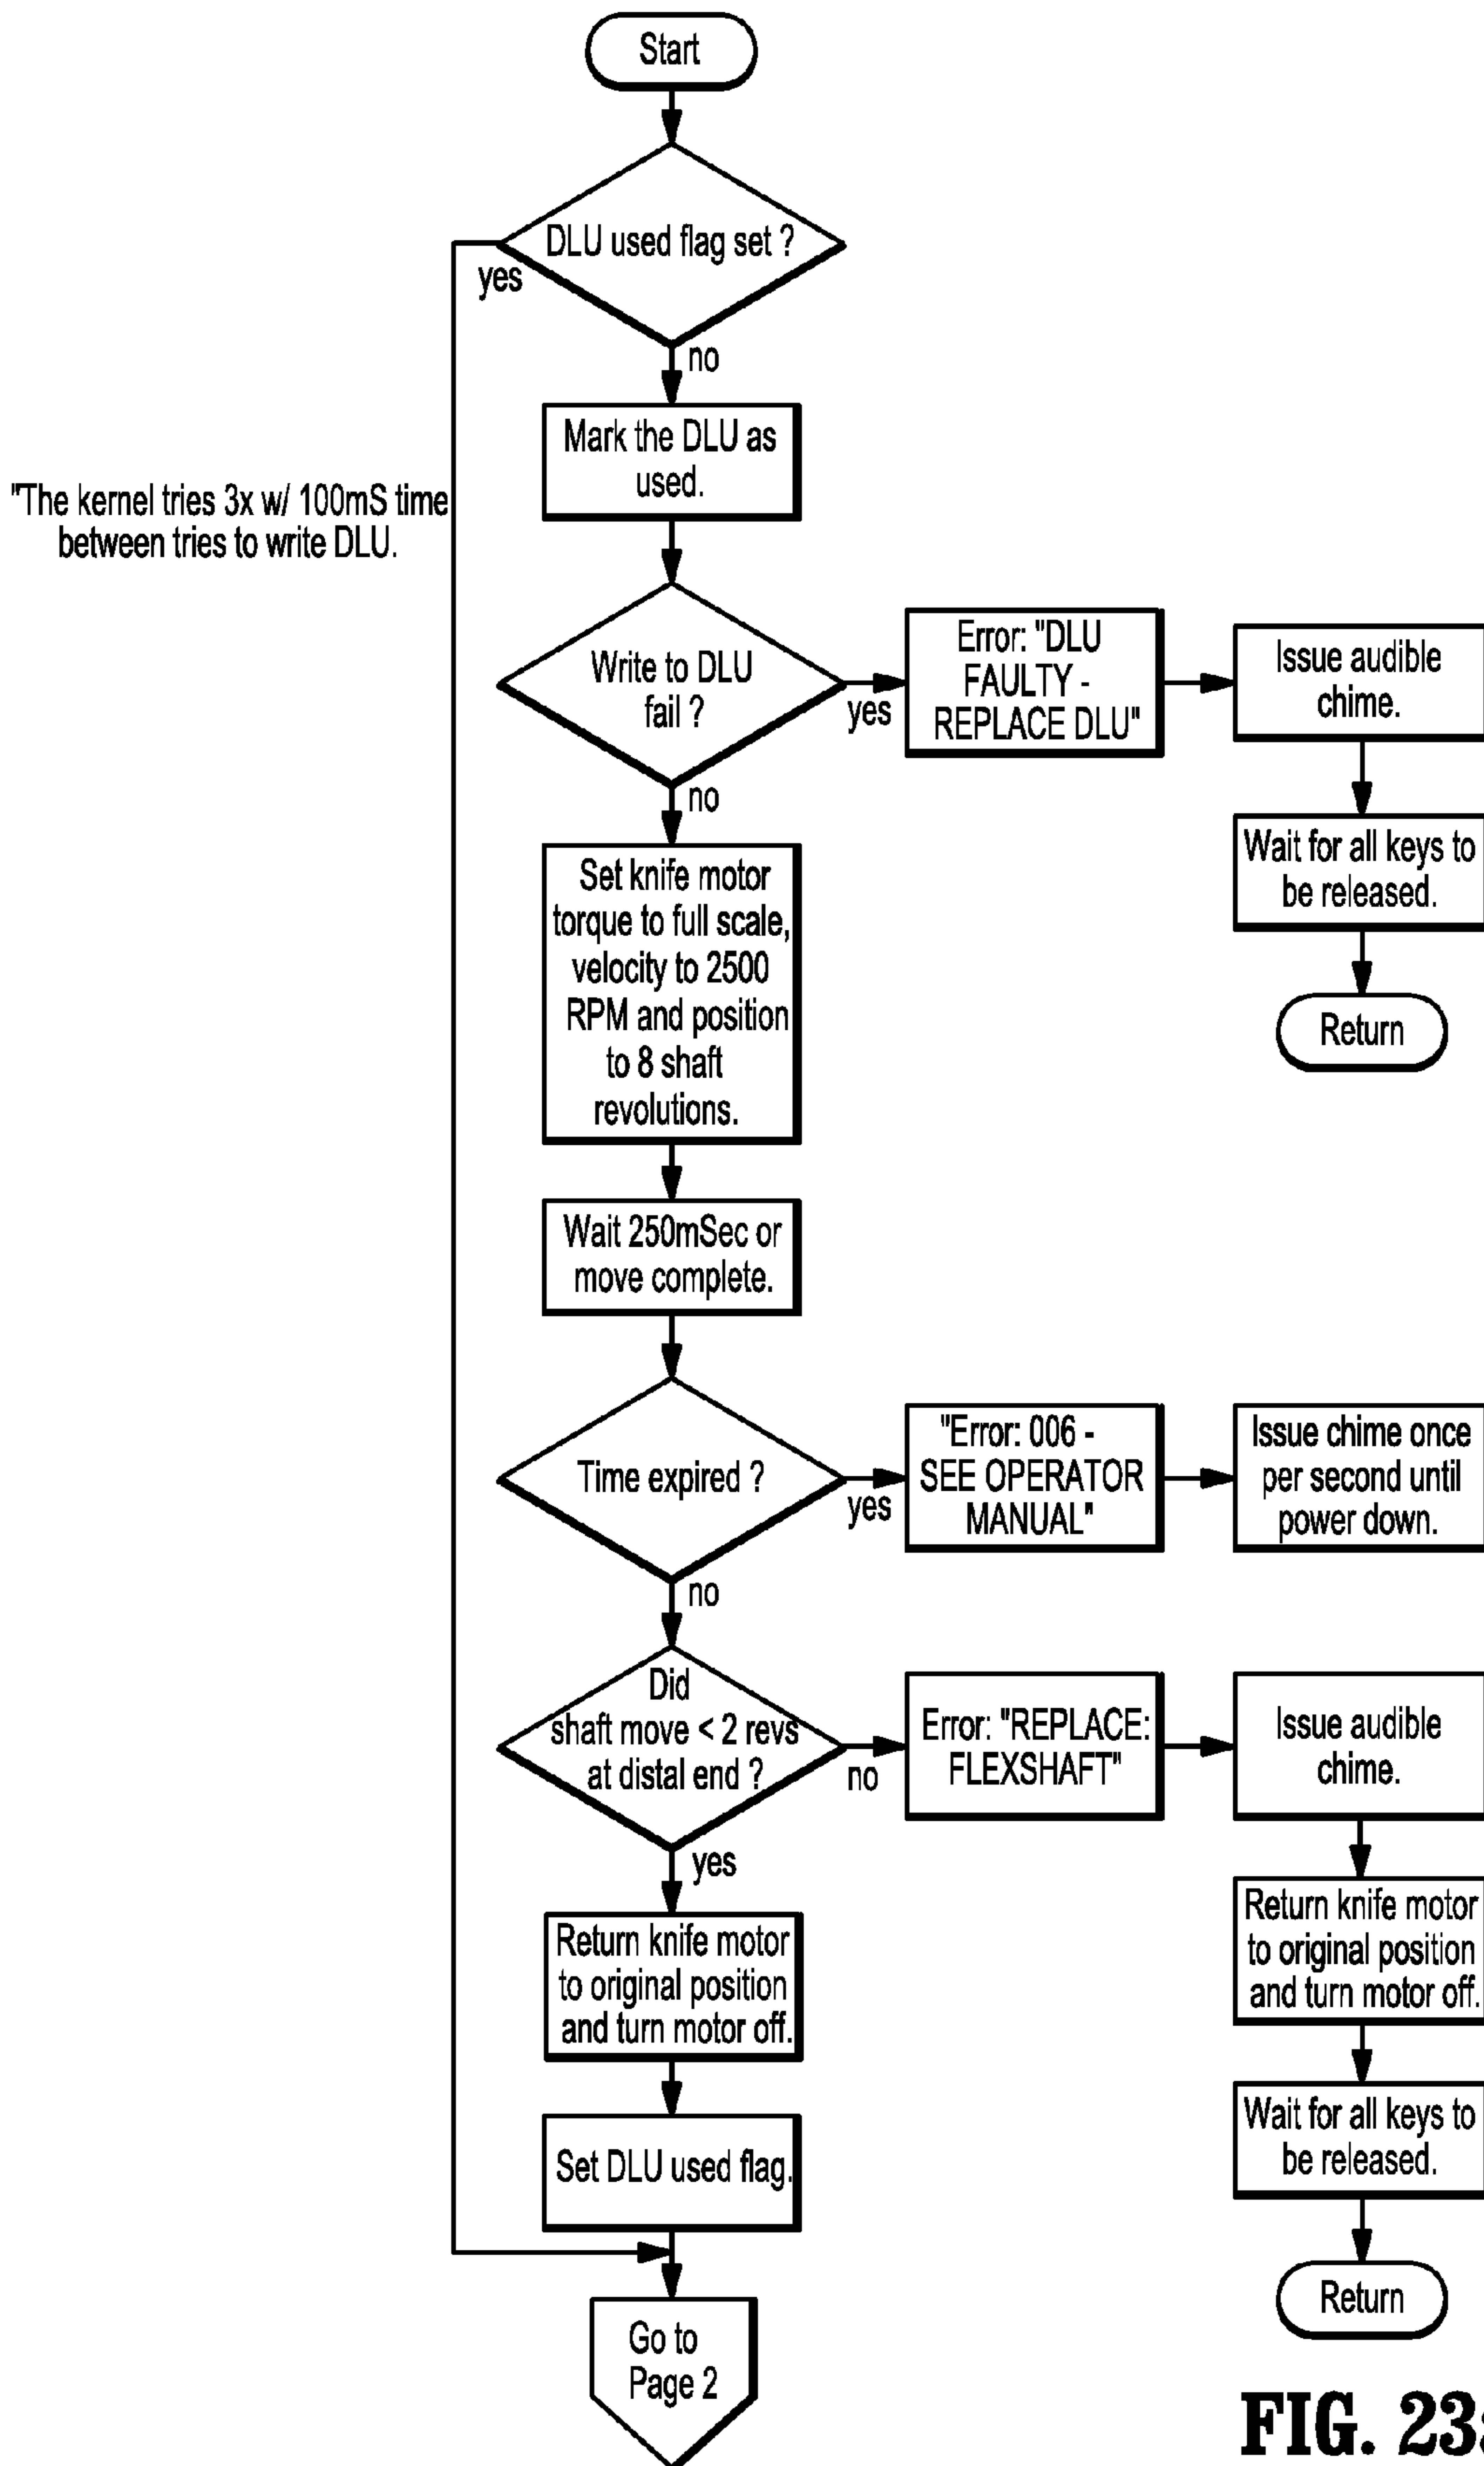 Start
DLU used flag set ?
yes
no
Mark the DLU as
used.
"The kernel tries 3x w/ 100mS time
between tries to write DLU.
Write to DLU
fail ?
yes
no
Error: "DLU
FAULTY -
REPLACE DLU"
Issue audible
chime.
Wait for all keys to
be released.
Return
Set knife motor
torque to full scale,
velocity to 2500
RPM and position
to 8 shaft
revolutions.
Wait 250mSec or
move complete.
Time expired ?
yes
no
"Error: 006 -
SEE OPERATOR
MANUAL"
Issue chime once
per second until
power down.
Did
shaft move < 2 revs
at distal end ?
no
yes
Error: "REPLACE:
FLEXSHAFT"
Issue audible
chime.
Return knife motor
to original position
and turn motor off.
Wait for all keys to
be released.
Return
Return knife motor
to original position
and turn motor off.
Set DLU used flag.
Go to
Page 2
FIG. 23